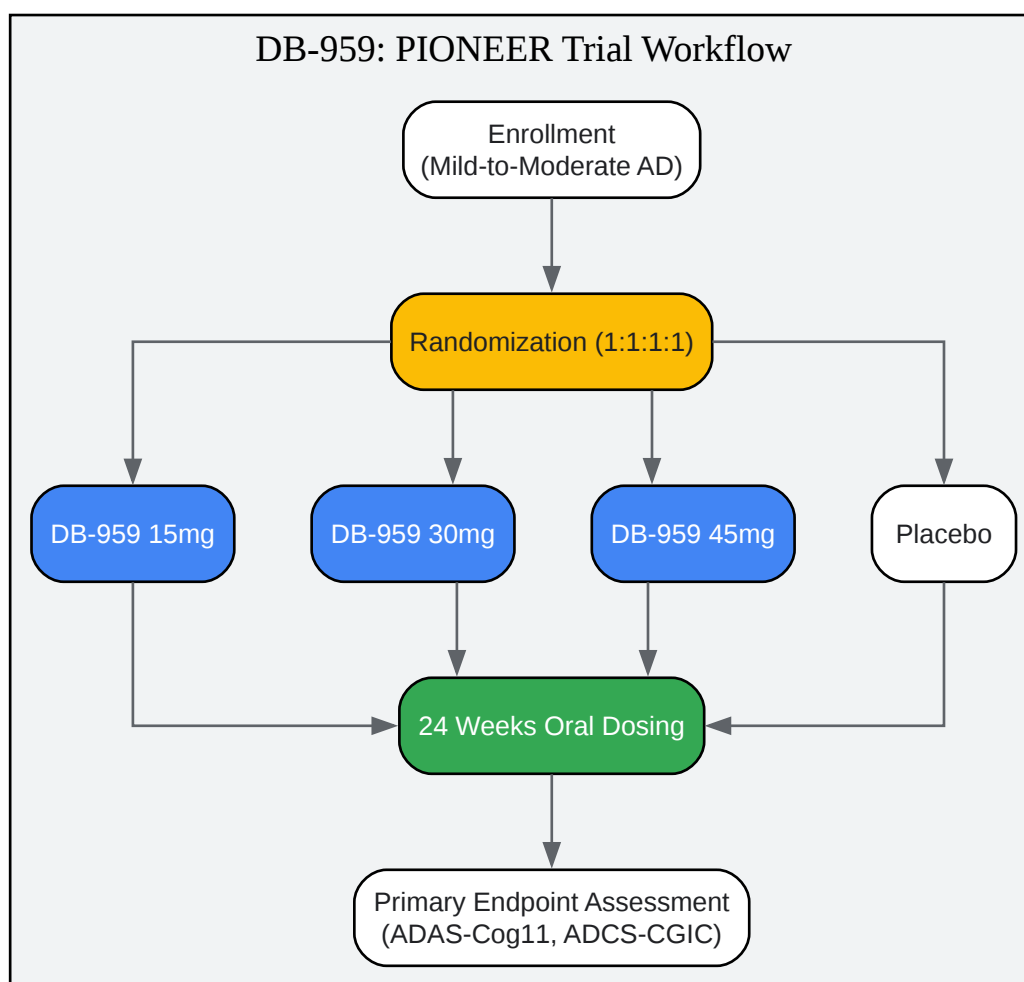 DB-959: PIONEER Trial Workflow
Enrollment
(Mild-to-Moderate AD)
Randomization (1:1:1:1)
DB-959 15mg
DB-959 30mg
DB-959 45mg
Placebo
24 Weeks Oral Dosing
Primary Endpoint Assessment
(ADAS-Cog11, ADCS-CGIC)